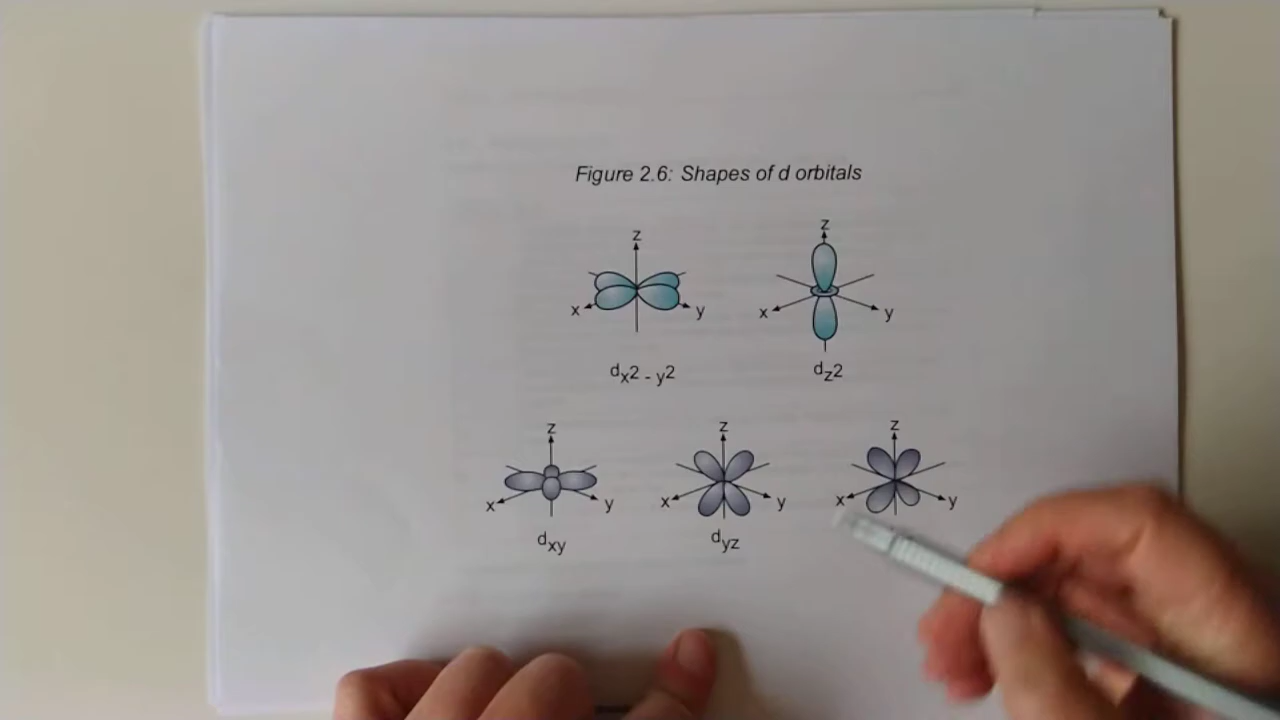 Figure 2.6: Shapes of d orbitals
z z
x y x y
dx2 - y2 dz2
z z z
x y x y x y
dxy dyz